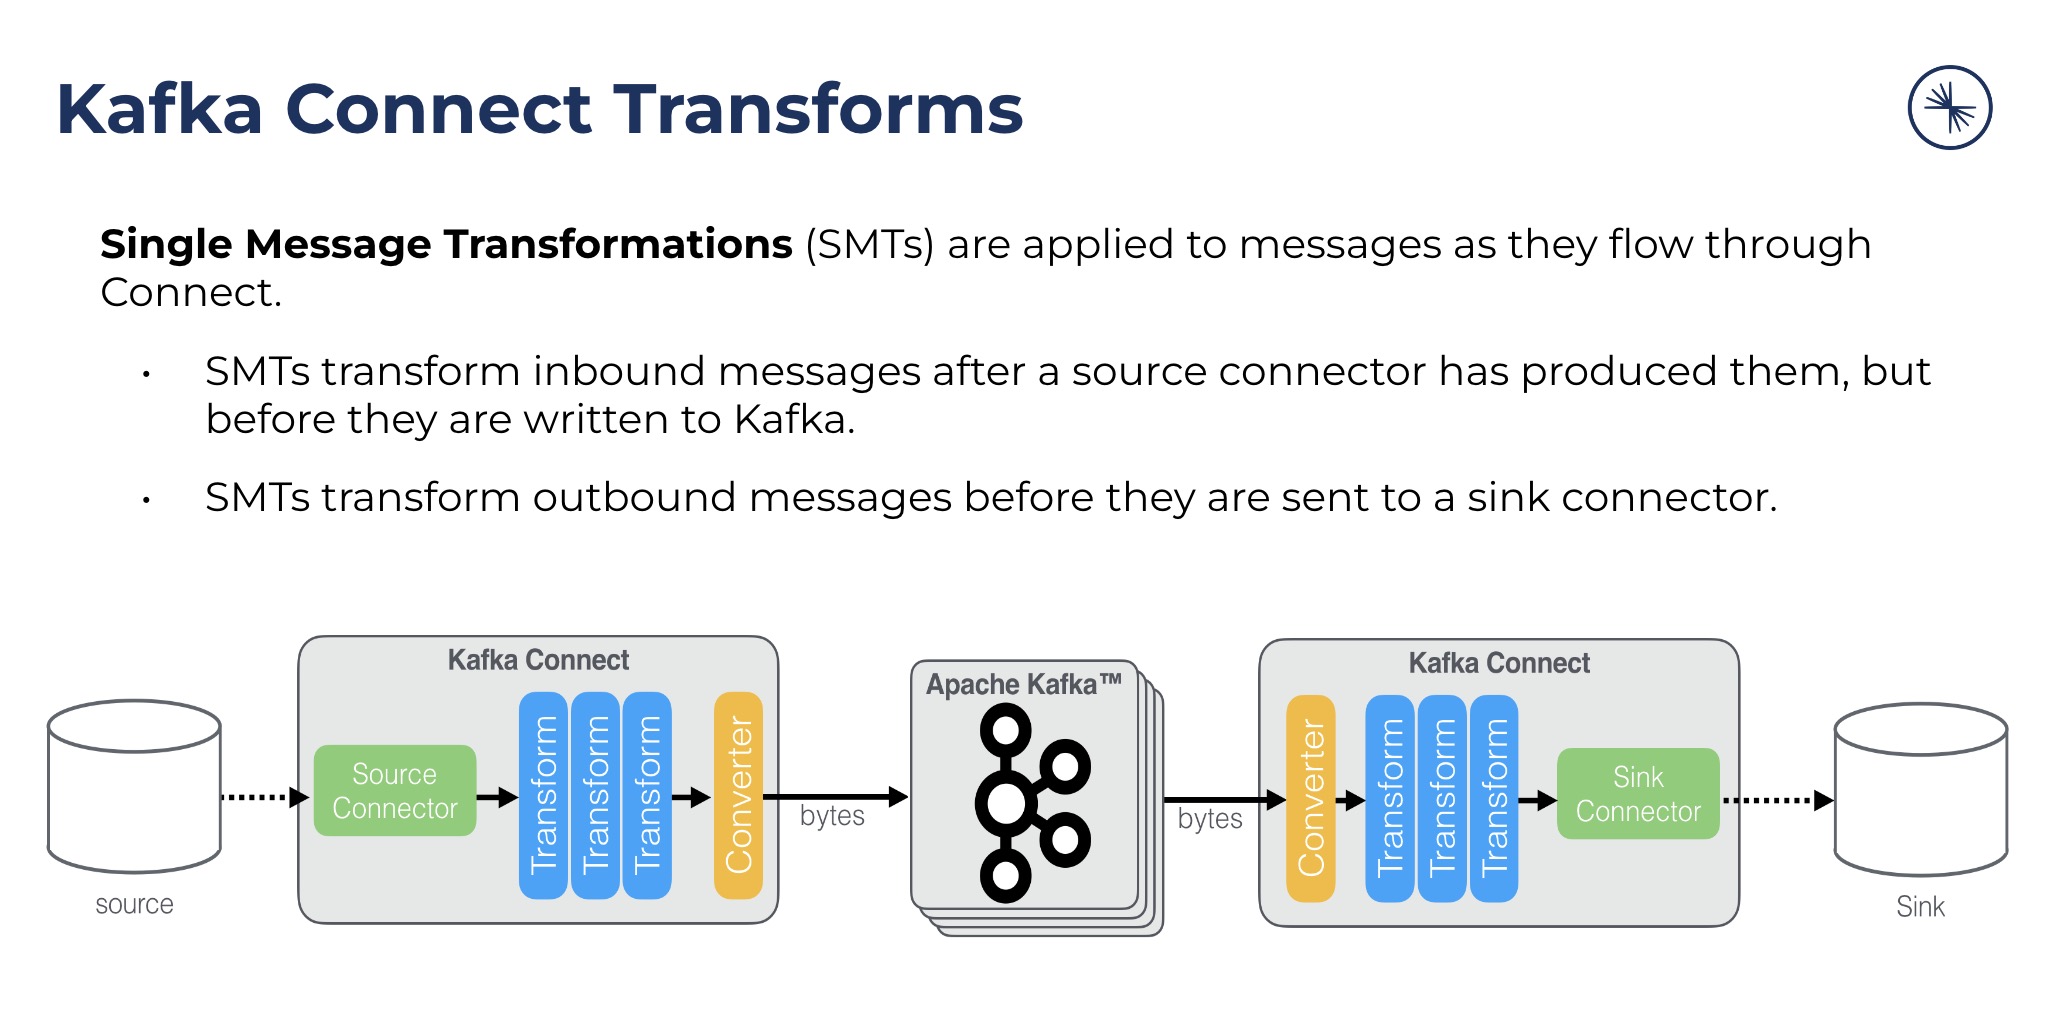 Kafka Connect Transforms
Single Message Transformations (SMTs) are applied to messages as they flow through
Connect.
• SMTs transform inbound messages after a source connector has produced them, but
before they are written to Kafka.
• SMTs transform outbound messages before they are sent to a sink connector.
source
Kafka Connect
Source
Connector
Transform
Transform
Transform
Converter
bytes
Apache Kafka™
bytes
Kafka Connect
Converter
Transform
Transform
Transform
Sink
Connector
Sink